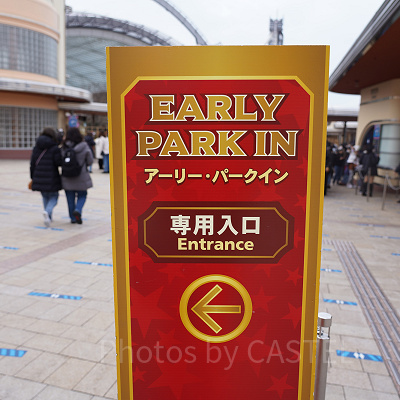 EARLY
PARK IN
アーリー・パークイン
専用入口
Entrance
Photos by CASTEL